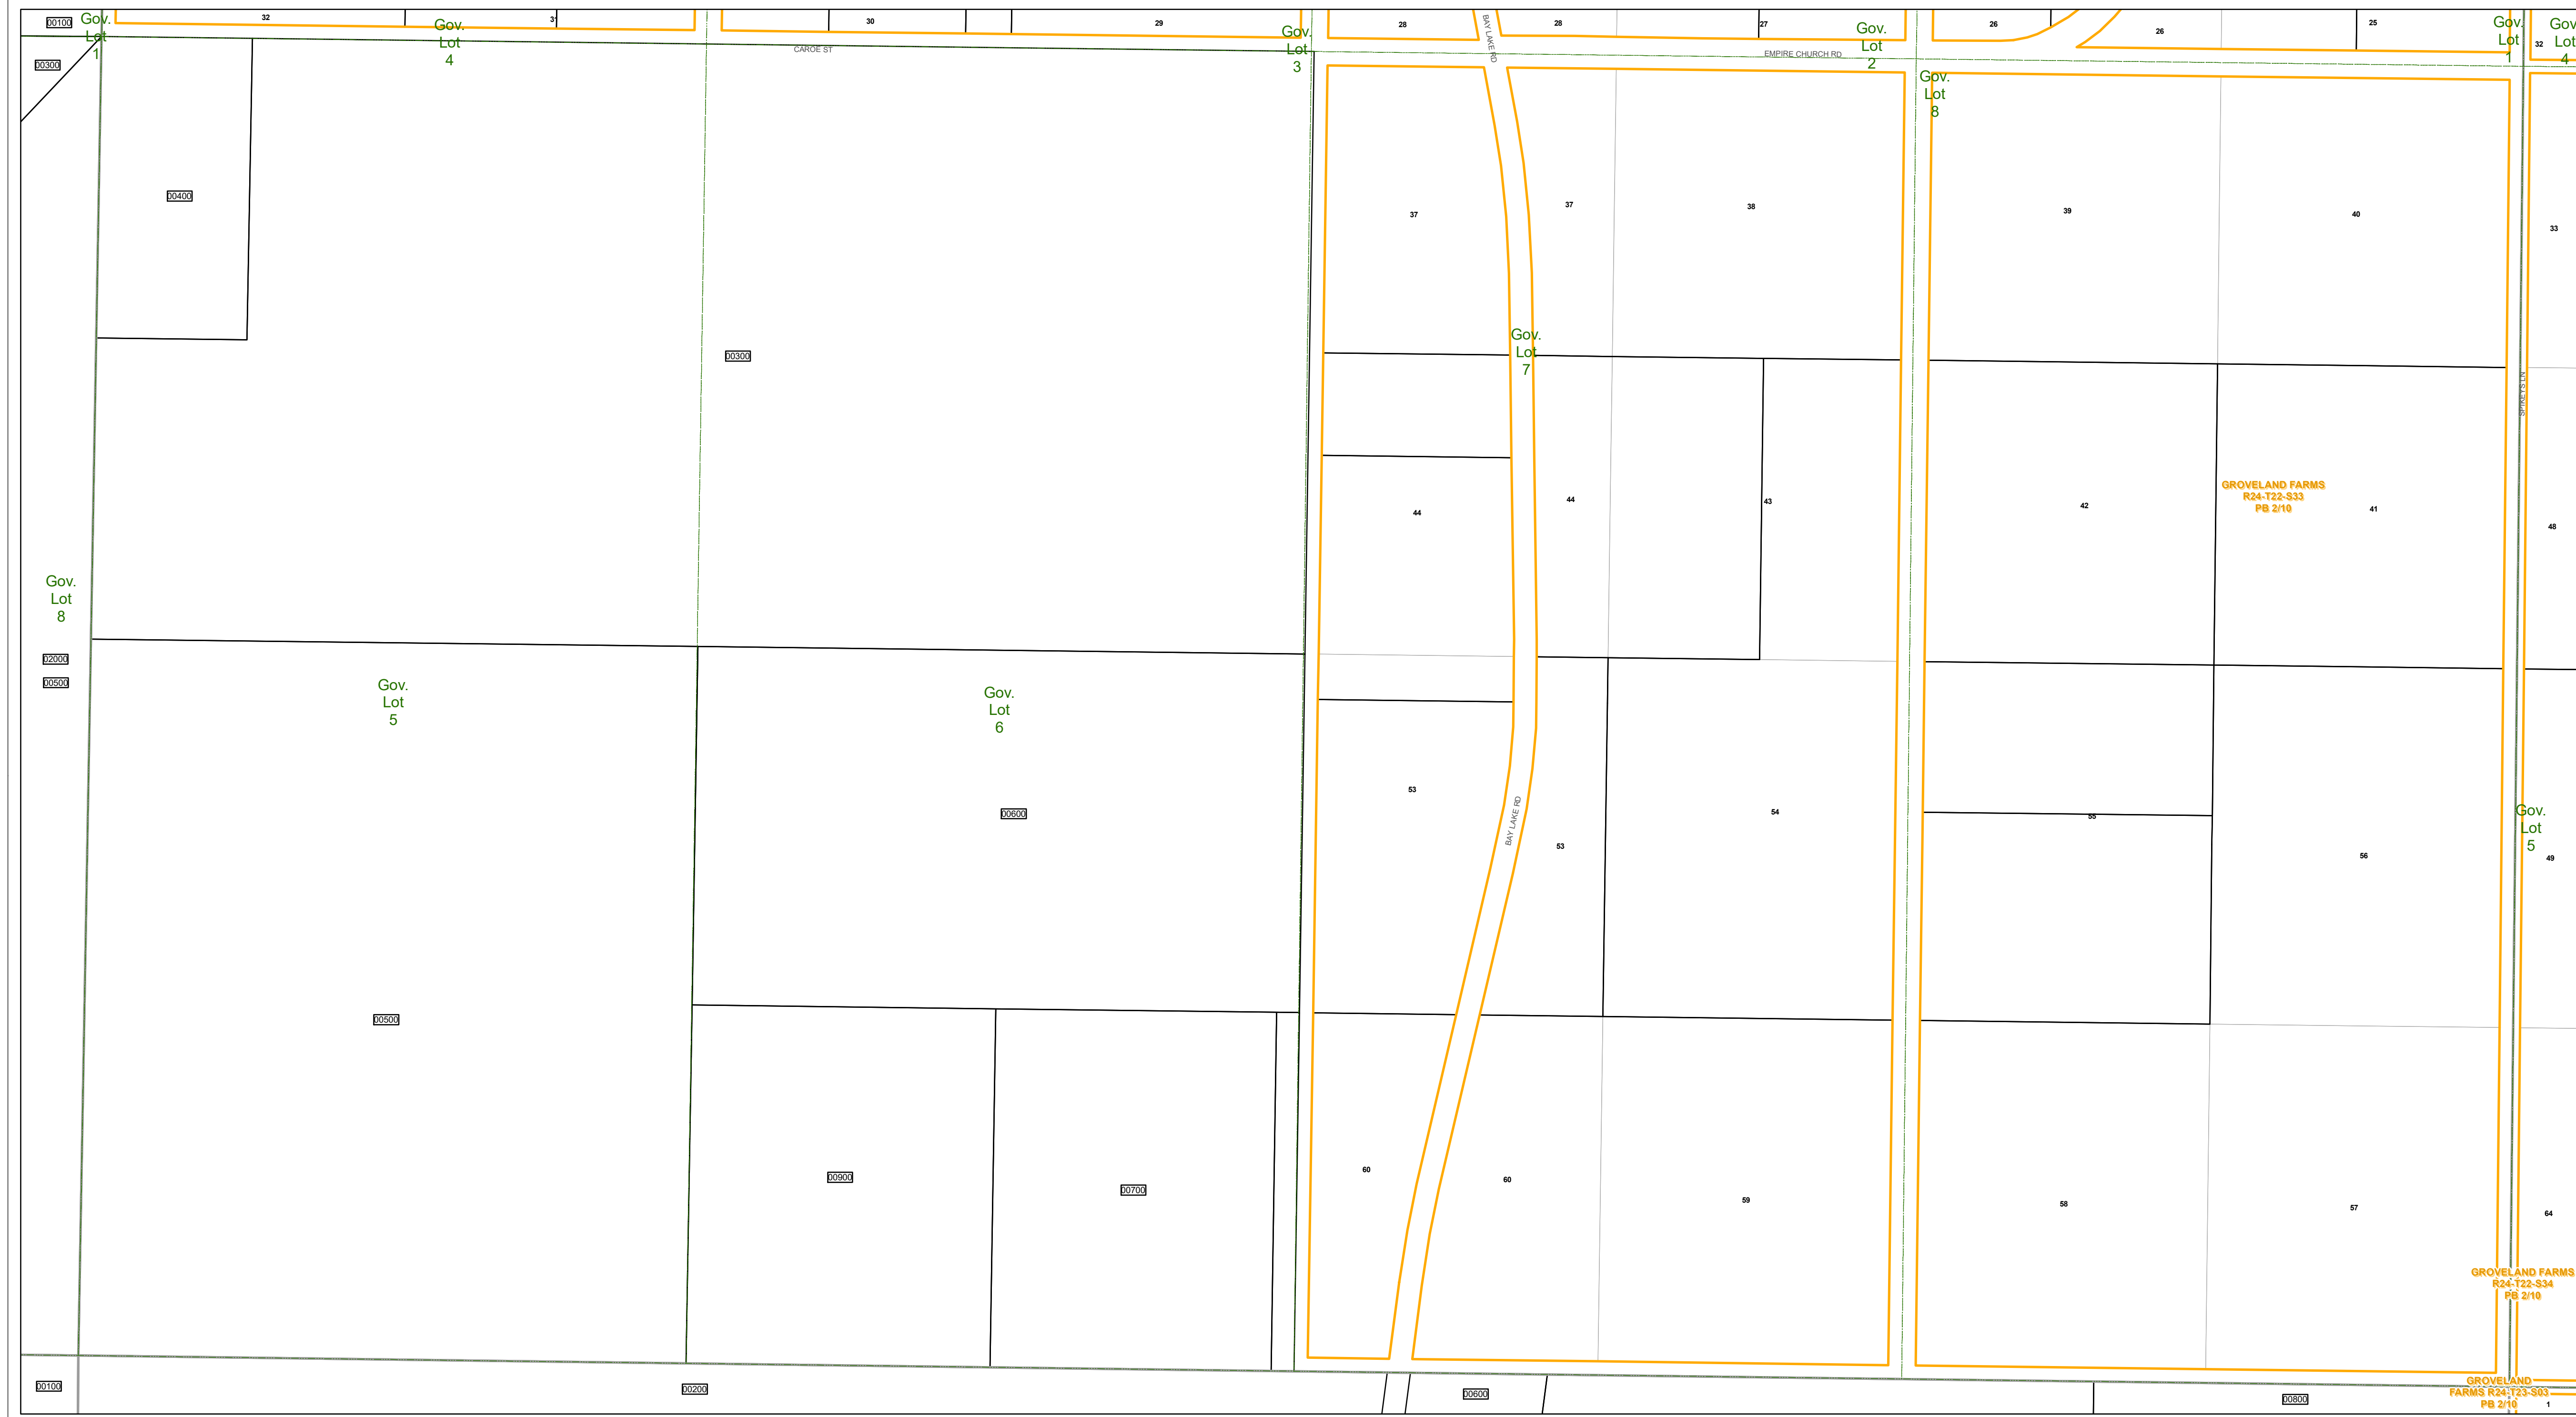 00100
Gov.
Lot
1
32
Gov.
Lot
4
31
30
29
Gov.
Lot
3
28
BAY LAKE RD
28
27
Gov.
Lot
2
26
26
25
Gov.
Lot
1
32
Gov.
Lot
4
00300
CAROE ST
EMPIRE CHURCH RD
Gov.
Lot
8
00400
37
37
38
39
40
33
00300
Gov.
Lot
7
SPIKEYS LN
44
44
43
42
GROVELAND FARMS
R24-T22-S33
PB 2/10
41
48
Gov.
Lot
8
02000
00500
Gov.
Lot
5
Gov.
Lot
6
00600
53
BAY LAKE RD
53
54
55
56
Gov.
Lot
5
49
00500
00900
00700
60
60
59
58
57
64
GROVELAND FARMS
R24-T22-S34
PB 2/10
00100
00200
00600
00800
GROVELAND
FARMS R24-T23-S03
PB 2/10
1